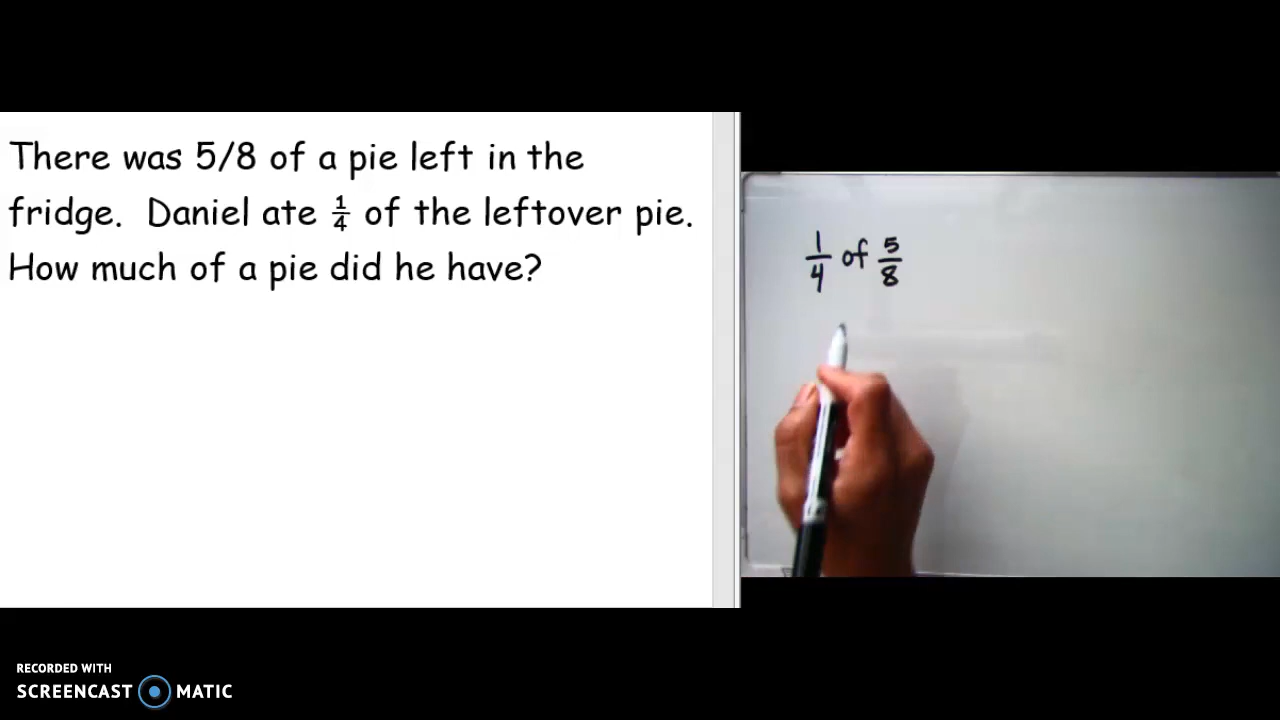 There was 5/8 of a pie left in the
fridge. Daniel ate ¼ of the leftover pie.
How much of a pie did he have?
1/4 of 5/8
RECORDED WITH
SCREENCAST MATIC